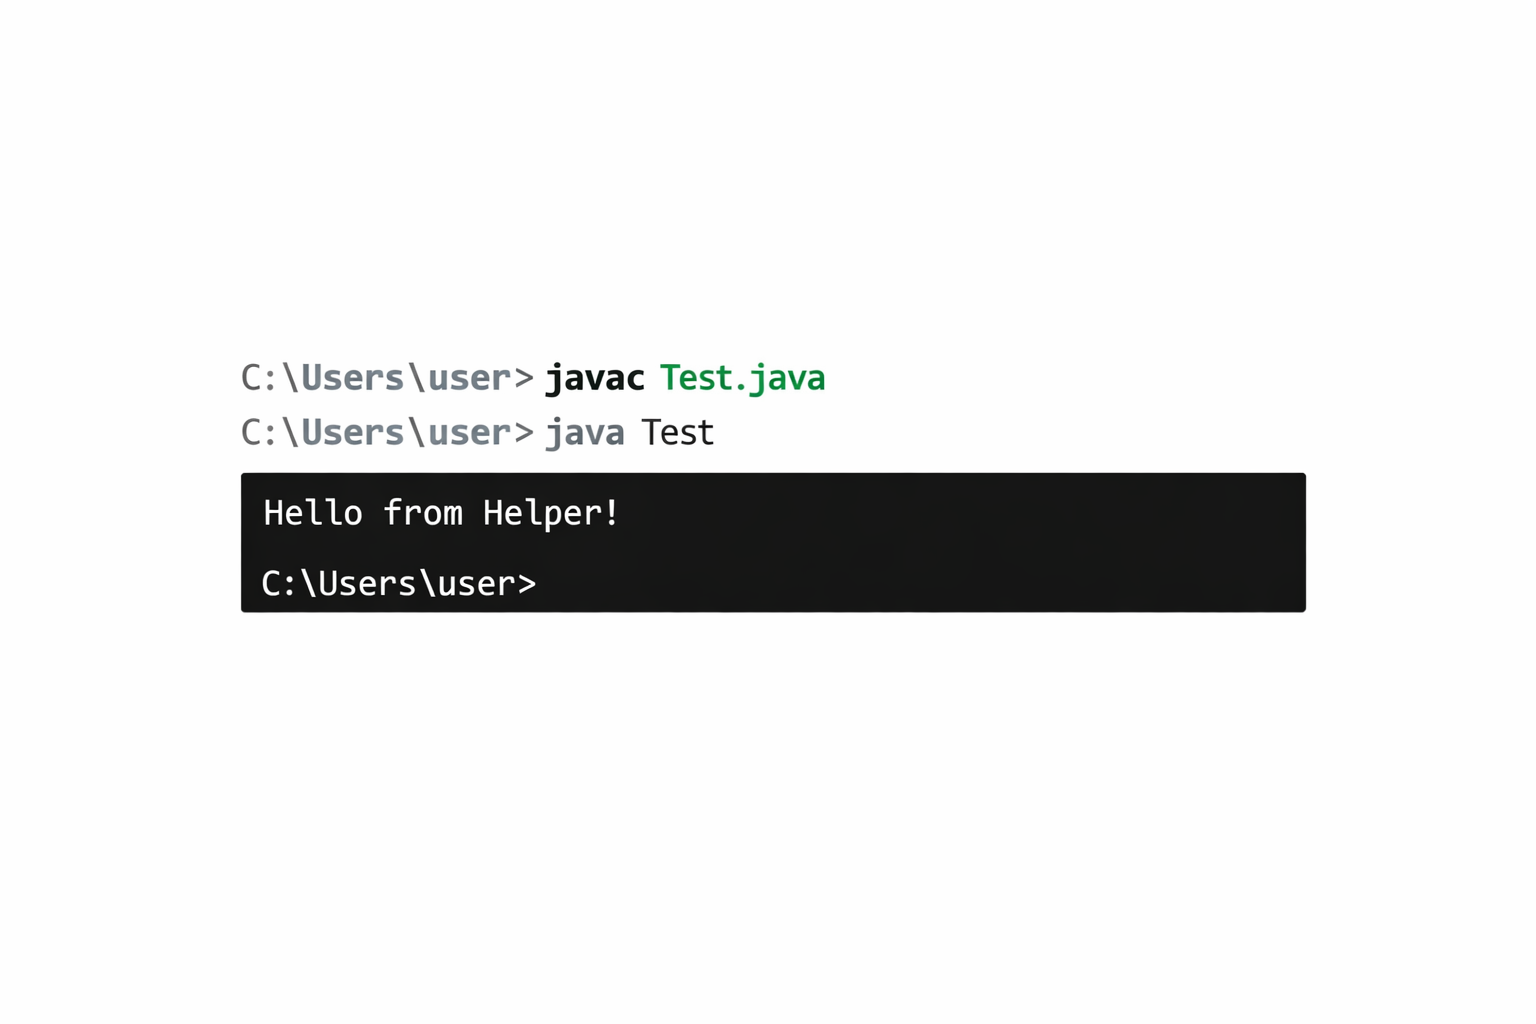 C:\Users\user> javac Test.java
C:\Users\user> java Test
Hello from Helper!
C:\Users\user>